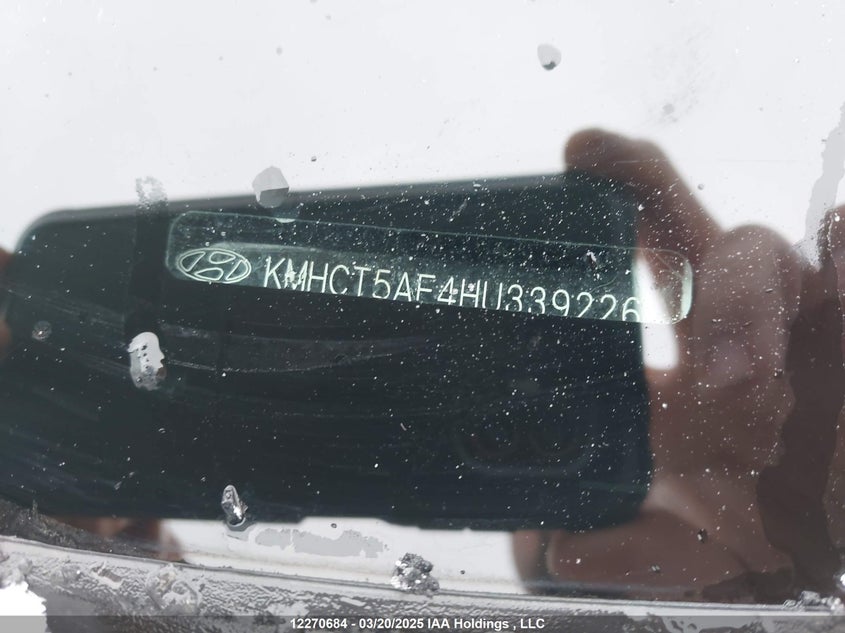 KMHCT5AE4HU339226
12270684 - 03/20/2025 IAA Holdings , LLC